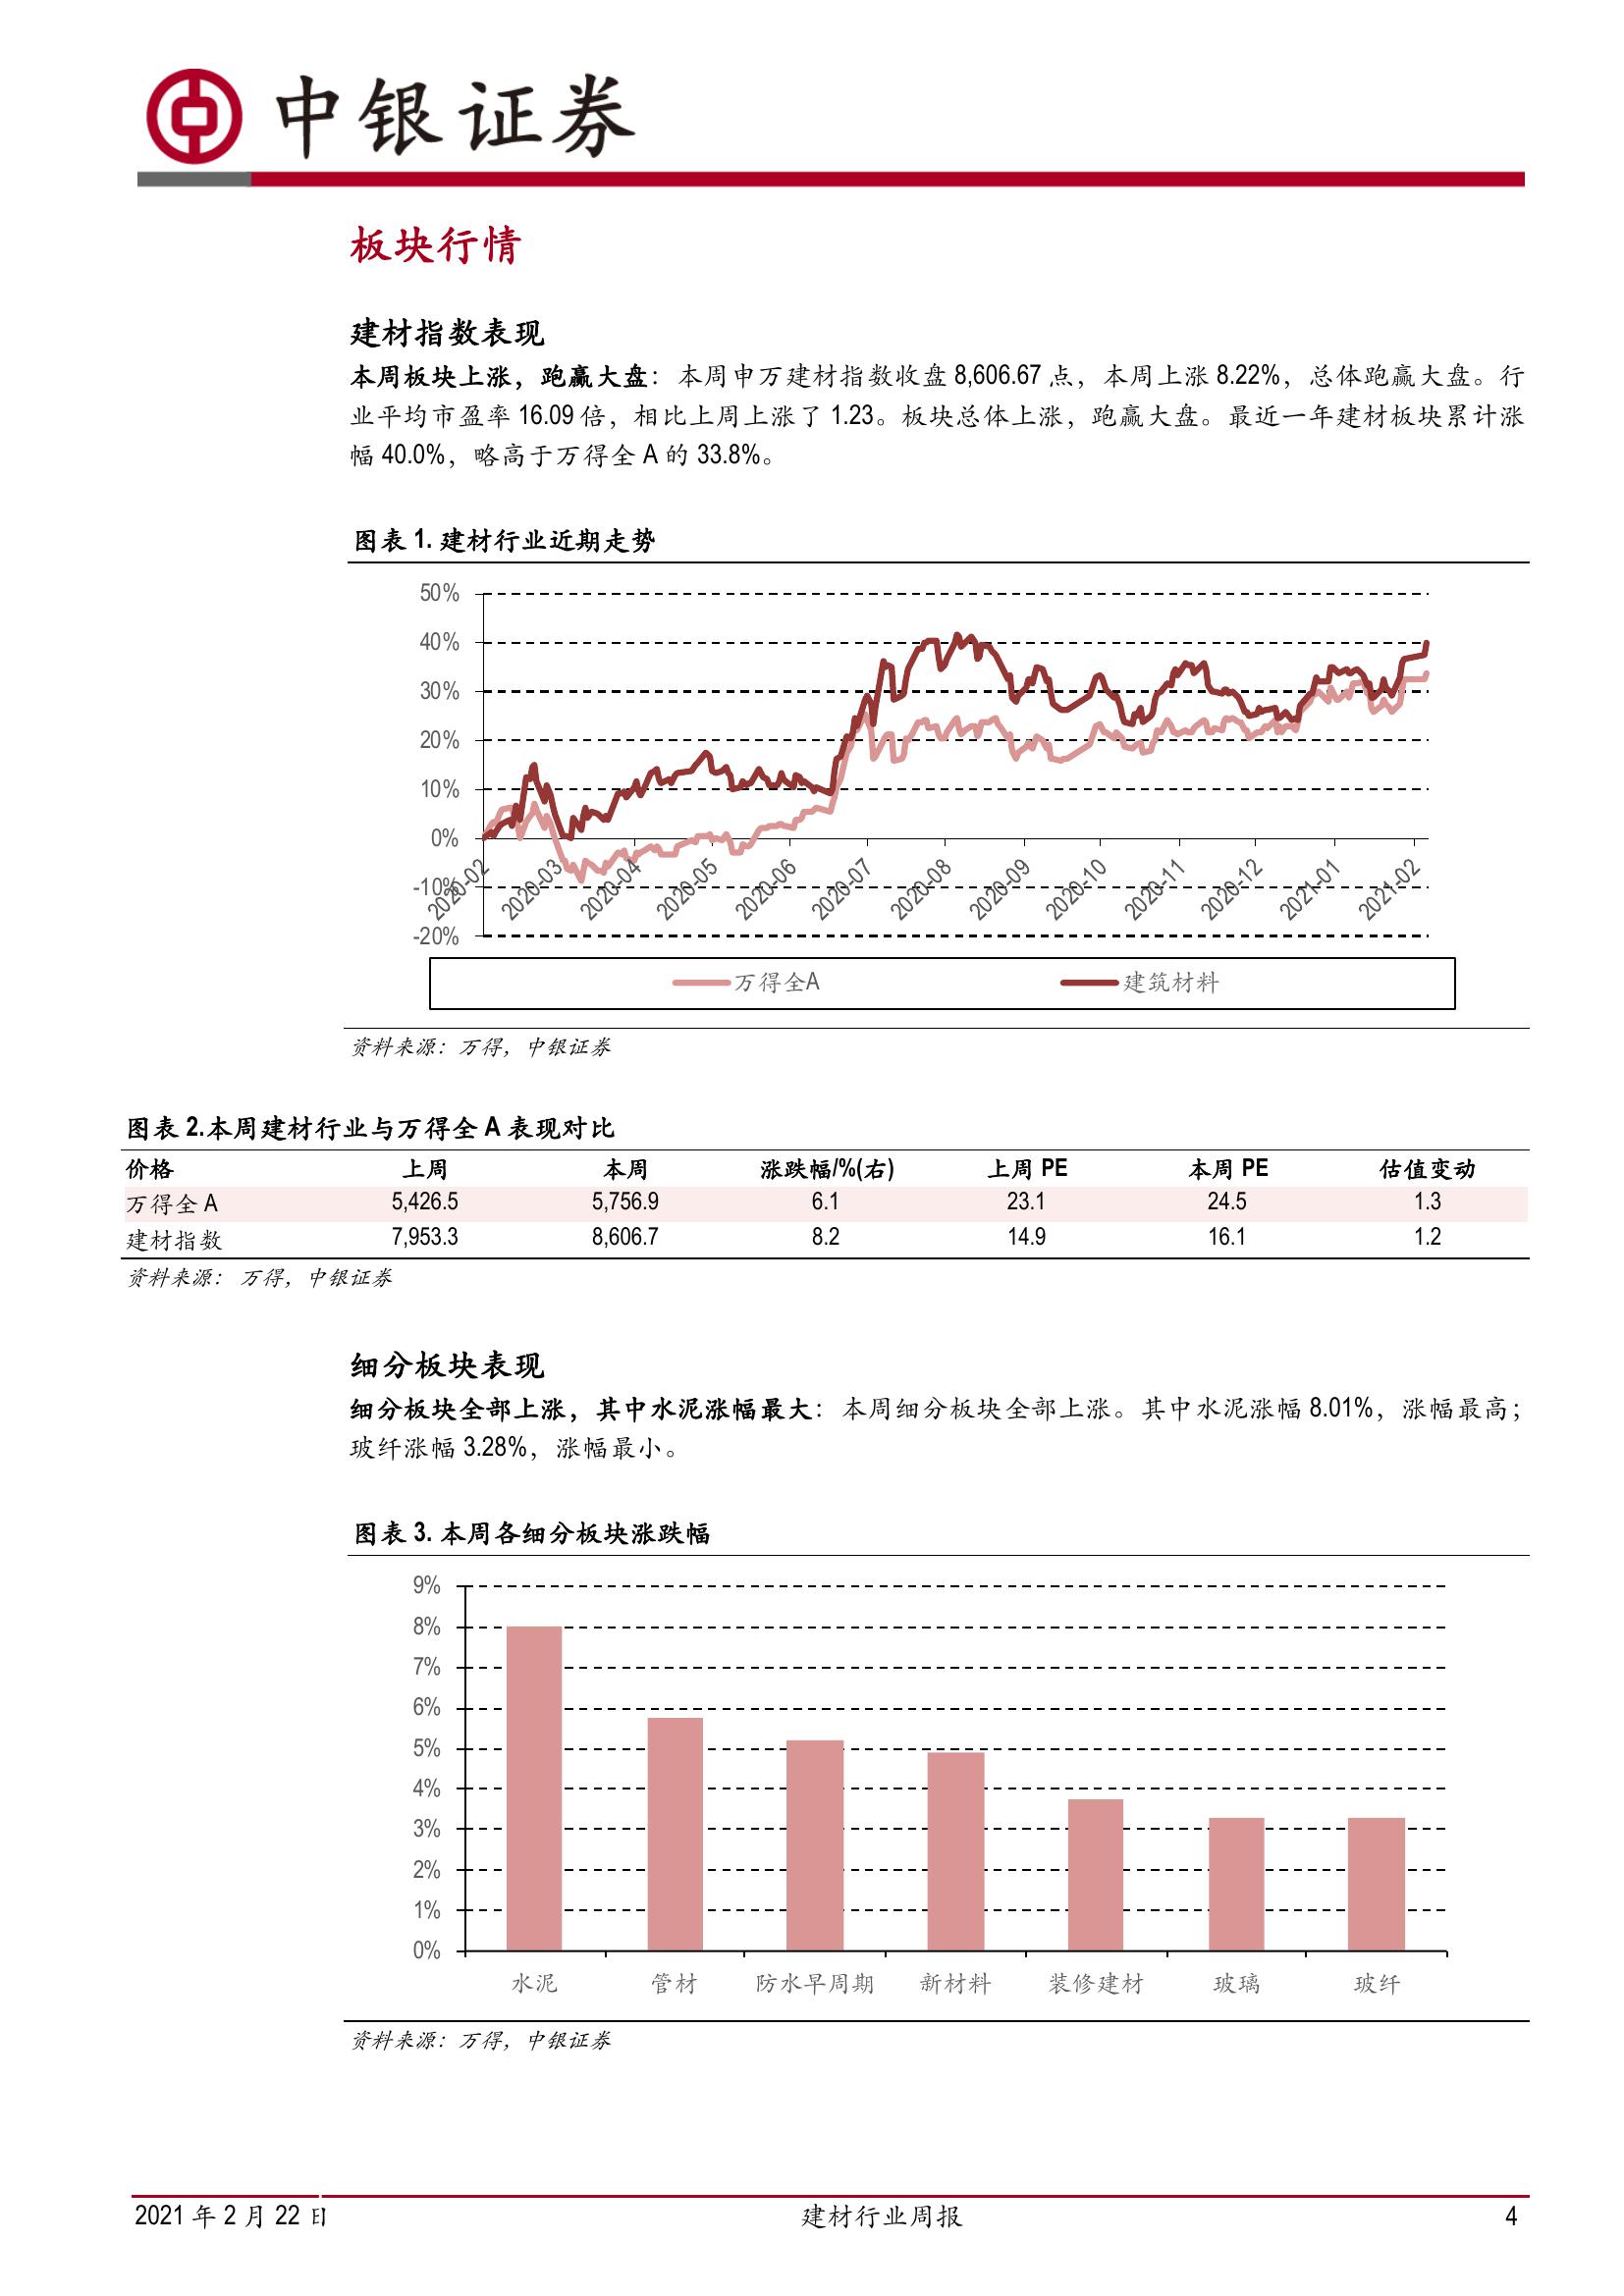 中银证券
板块行情
建材指数表现
本周板块上涨，跑赢大盘：本周申万建材指数收盘 8,606.67 点，本周上涨 8.22%，总体跑赢大盘。行
业平均市盈率 16.09 倍，相比上周上涨了 1.23。板块总体上涨，跑赢大盘。最近一年建材板块累计涨
幅 40.0%，略高于万得全 A 的 33.8%。
图表 1. 建材行业近期走势
50%
40%
30%
20%
10%
0%
-10%
-20%
2020-02 2020-03 2020-04 2020-05 2020-06 2020-07 2020-08 2020-09 2020-10 2020-11 2020-12 2021-01 2021-02
万得全A 建筑材料
资料来源：万得，中银证券
图表 2.本周建材行业与万得全 A 表现对比
价格 上周 本周 涨跌幅/%(右) 上周 PE 本周 PE 估值变动
万得全 A 5,426.5 5,756.9 6.1 23.1 24.5 1.3
建材指数 7,953.3 8,606.7 8.2 14.9 16.1 1.2
资料来源： 万得，中银证券
细分板块表现
细分板块全部上涨，其中水泥涨幅最大：本周细分板块全部上涨。其中水泥涨幅 8.01%，涨幅最高；
玻纤涨幅 3.28%，涨幅最小。
图表 3. 本周各细分板块涨跌幅
9%
8%
7%
6%
5%
4%
3%
2%
1%
0%
水泥 管材 防水早周期 新材料 装修建材 玻璃 玻纤
资料来源：万得，中银证券
2021 年 2 月 22 日 建材行业周报 4